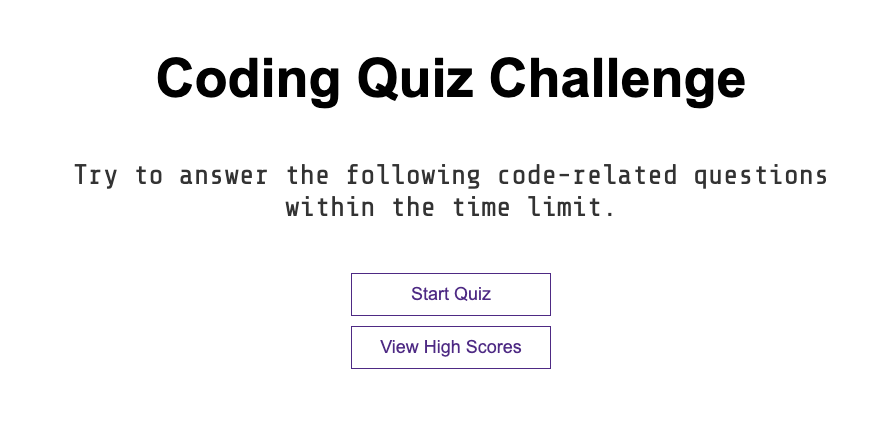 Coding Quiz Challenge
Try to answer the following code-related questions
within the time limit.
Start Quiz
View High Scores